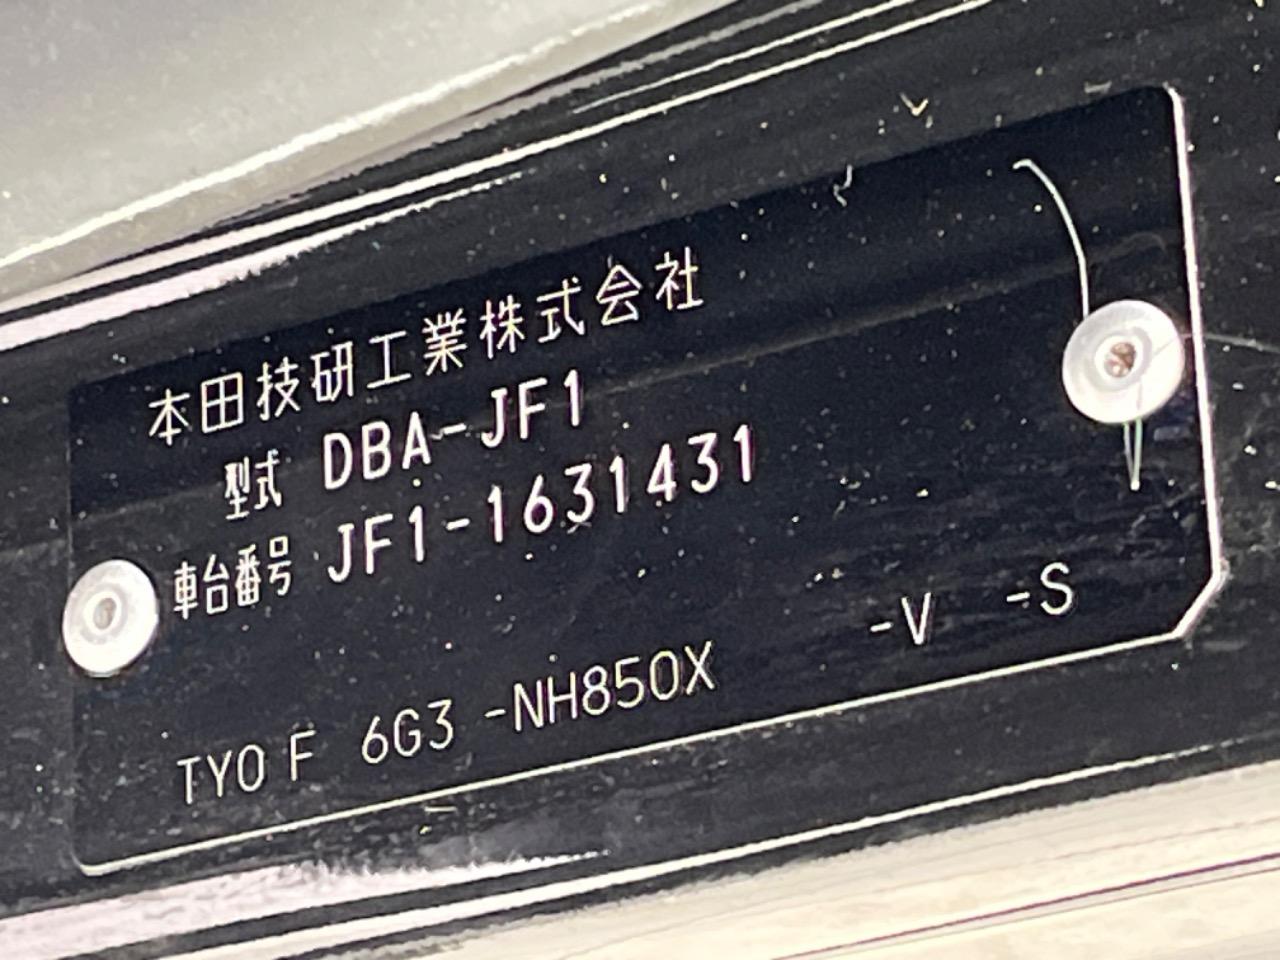 本田技研工業株式会社
型式 DBA-JF1
車台番号 JF1-1631431
-V -S
TY0 F 6G3 -NH850X